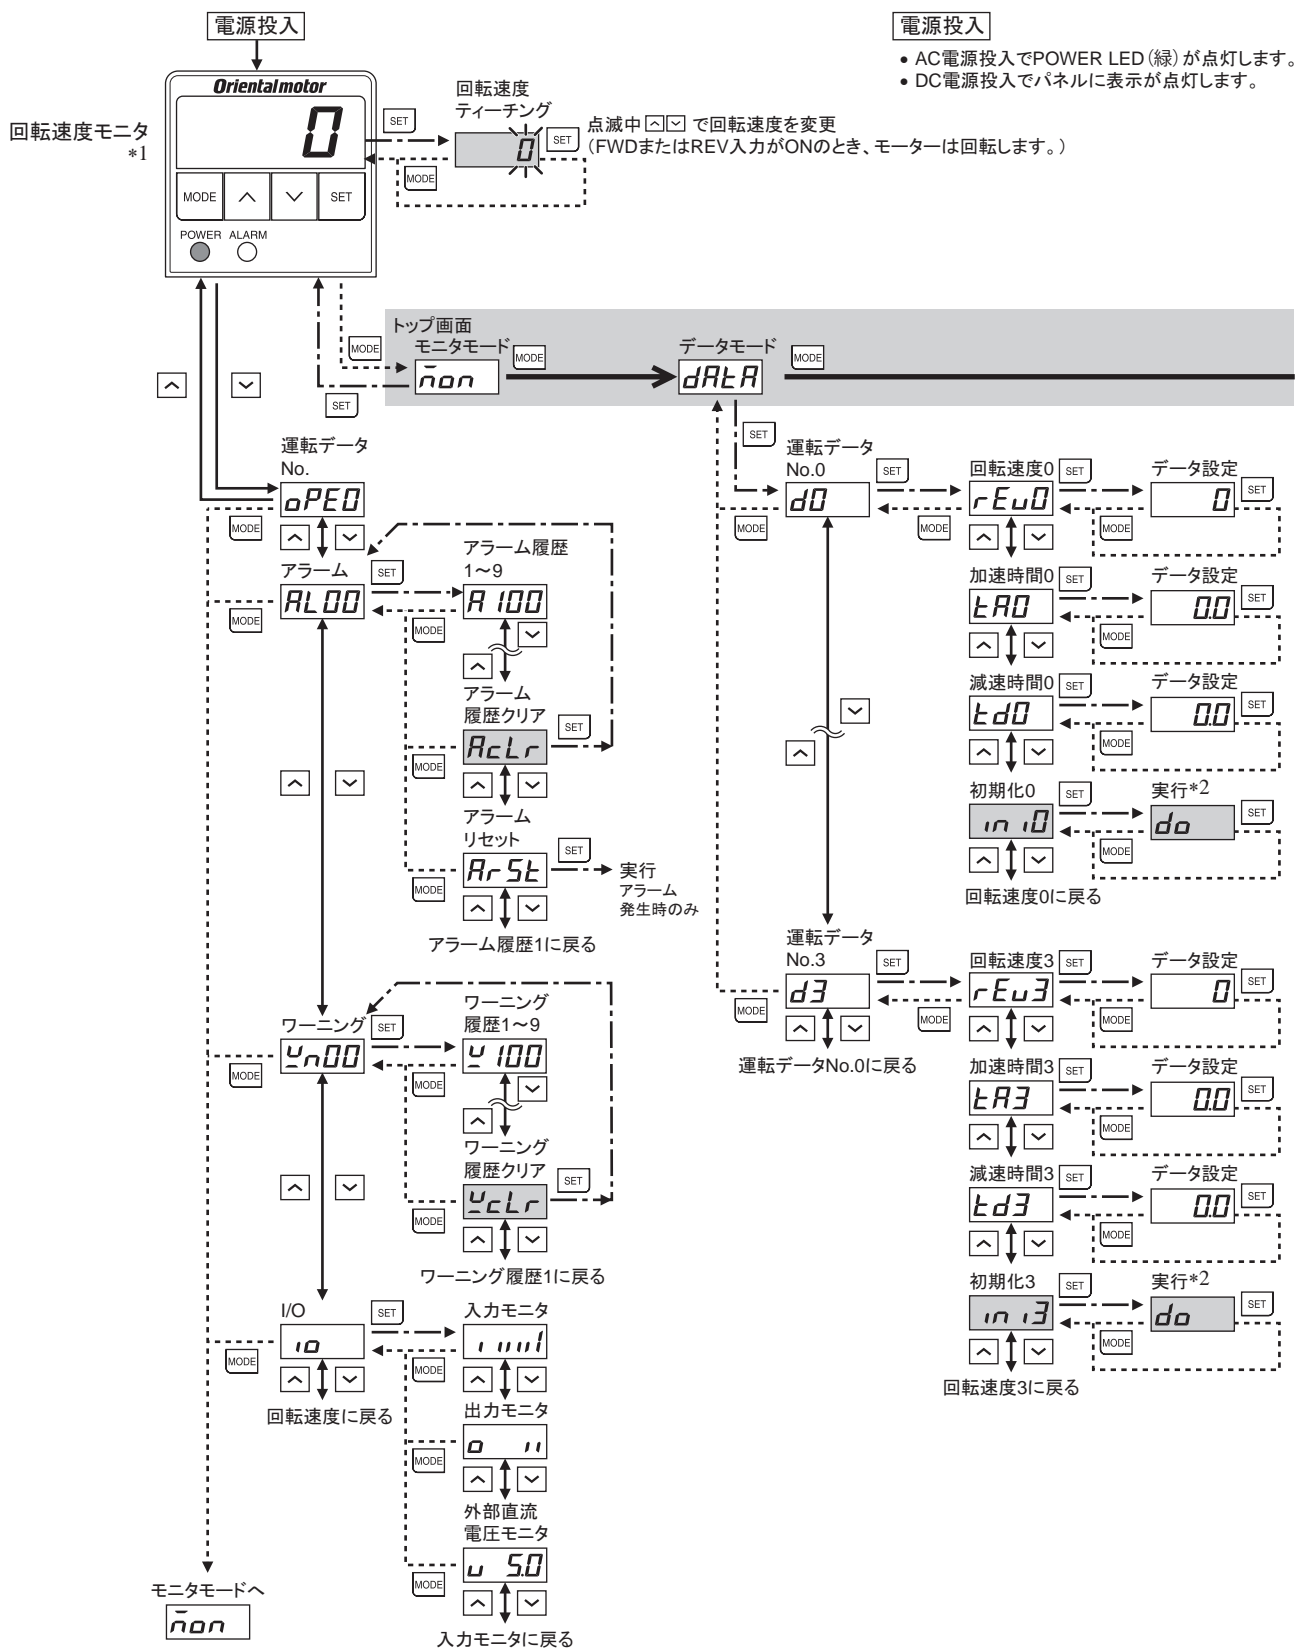 電源投入
電源投入
• AC電源投入でPOWER LED(緑)が点灯します。
• DC電源投入でパネルに表示が点灯します。
Orientalmotor
回転速度モニタ
*1
0
MODE
SET
POWER ALARM
SET
MODE
回転速度
ティーチング
0
SET
点滅中 で回転速度を変更
(FWDまたはREV入力がONのとき、モーターは回転します。)
トップ画面
MODE
SET
モニタモード
mon
MODE
データモード
dAtA
MODE
運転データ
No.
oPE0
MODE
アラーム
AL00
SET
MODE
アラーム履歴
1~9
A 100
MODE
アラーム
履歴クリア
AcLr
SET
MODE
アラーム
リセット
ArSt
SET
MODE
実行
アラーム
発生時のみ
アラーム履歴1に戻る
ワーニング
Wn00
SET
MODE
ワーニング
履歴1~9
W 100
MODE
ワーニング
履歴クリア
WcLr
SET
MODE
ワーニング履歴1に戻る
I/O
io
SET
MODE
回転速度に戻る
入力モニタ
MODE
出力モニタ
o
MODE
外部直流
電圧モニタ
u 5.0
MODE
入力モニタに戻る
モニタモードへ
mon
SET
運転データ
No.0
d0
SET
MODE
回転速度0
rEv0
SET
MODE
データ設定
0
SET
MODE
加速時間0
tA0
SET
データ設定
0.0
SET
MODE
減速時間0
td0
SET
データ設定
0.0
SET
MODE
初期化0
ini0
SET
実行*2
do
SET
MODE
回転速度0に戻る
運転データ
No.3
d3
SET
MODE
運転データNo.0に戻る
回転速度3
rEv3
SET
MODE
データ設定
0
SET
MODE
加速時間3
tA3
SET
データ設定
0.0
SET
MODE
減速時間3
td3
SET
データ設定
0.0
SET
MODE
初期化3
ini3
SET
実行*2
do
SET
MODE
回転速度3に戻る